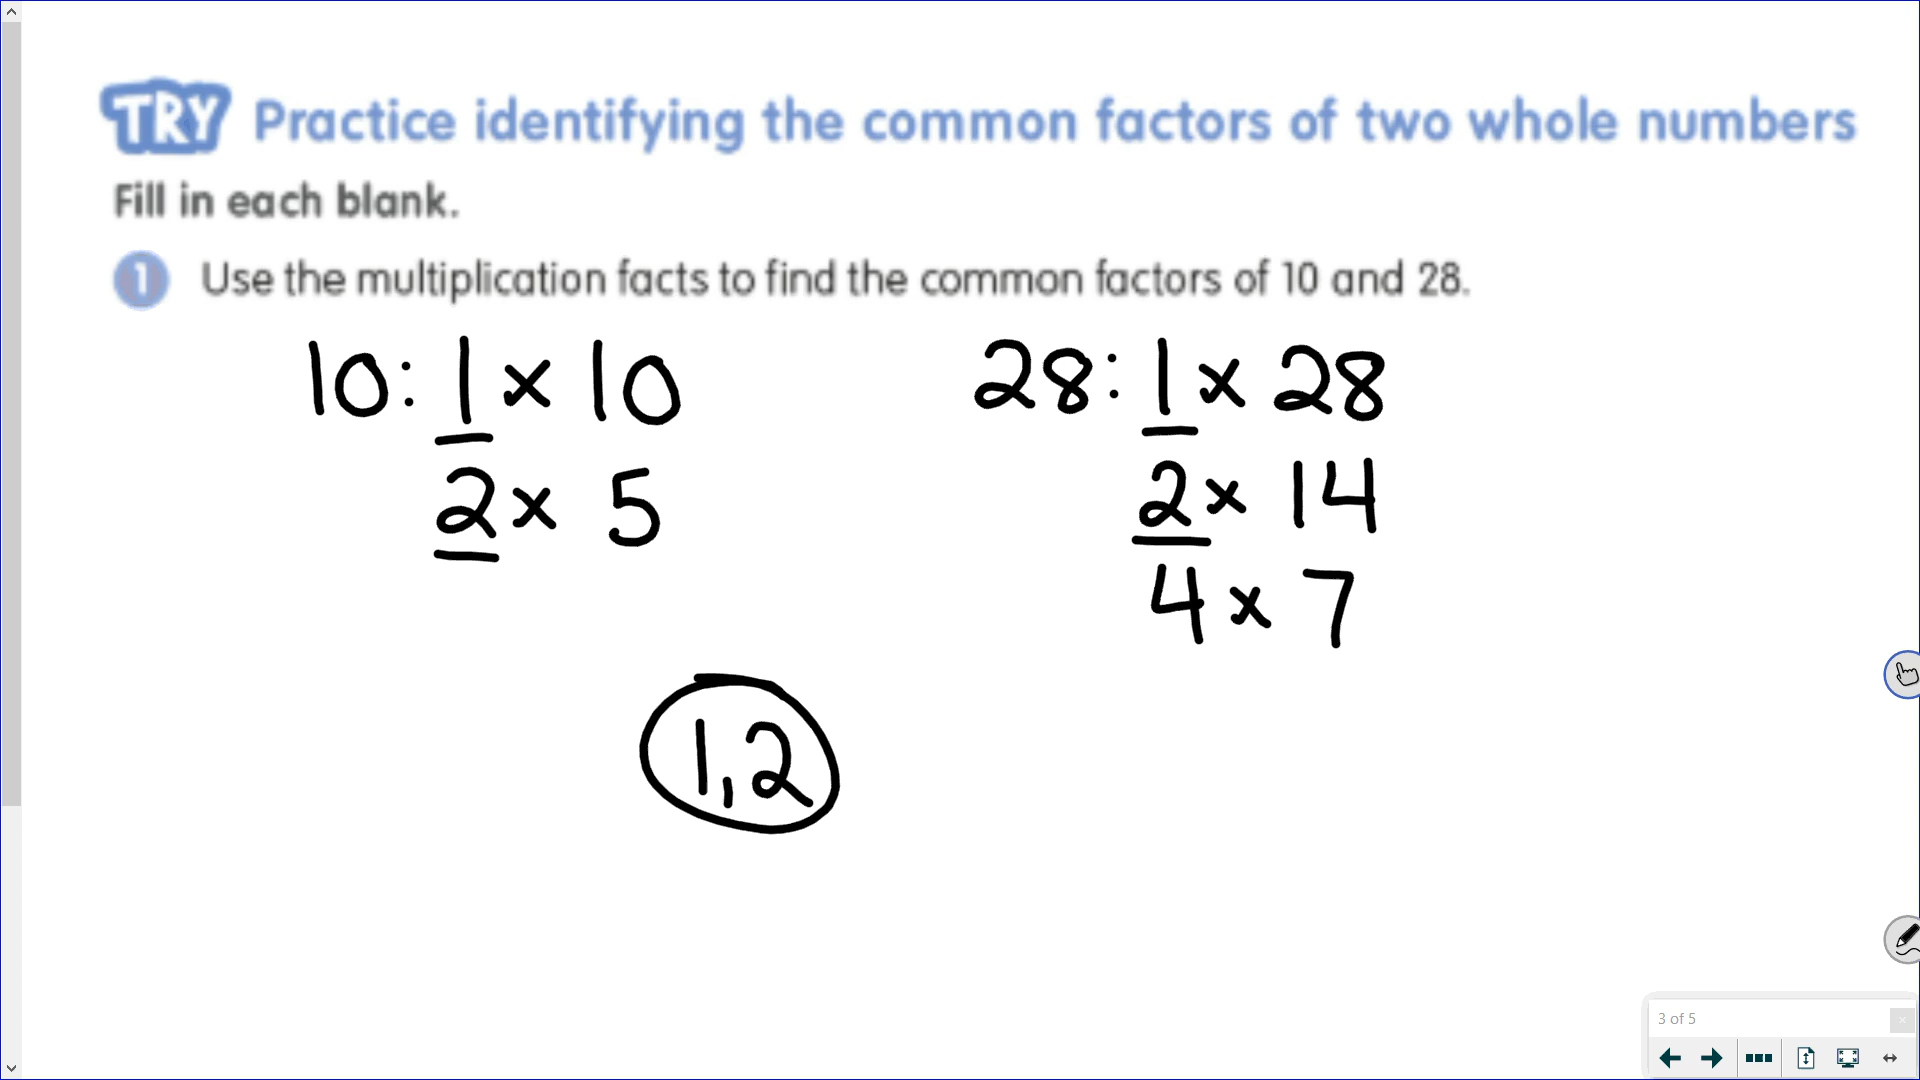 TRY Practice identifying the common factors of two whole numbers
Fill in each blank.
1 Use the multiplication facts to find the common factors of 10 and 28.
10: 1 x 10
2 x 5
28: 1 x 28
2 x 14
4 x 7
1,2
3 of 5